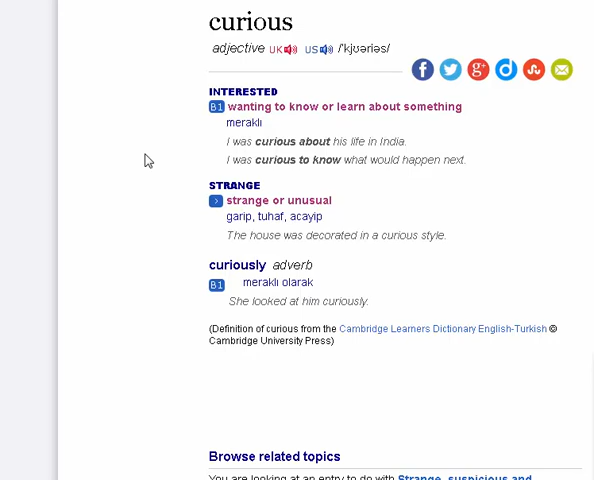 curious
adjective UK US /ˈkjʊəriəs/
INTERESTED
B1 wanting to know or learn about something
meraklı
I was curious about his life in India.
I was curious to know what would happen next.
STRANGE
strange or unusual
garip, tuhaf, acayip
The house was decorated in a curious style.
curiously adverb
B1 meraklı olarak
She looked at him curiously.
(Definition of curious from the Cambridge Learners Dictionary English-Turkish ©
Cambridge University Press)
Browse related topics
You are looking at an entry to do with Strange, suspicious and